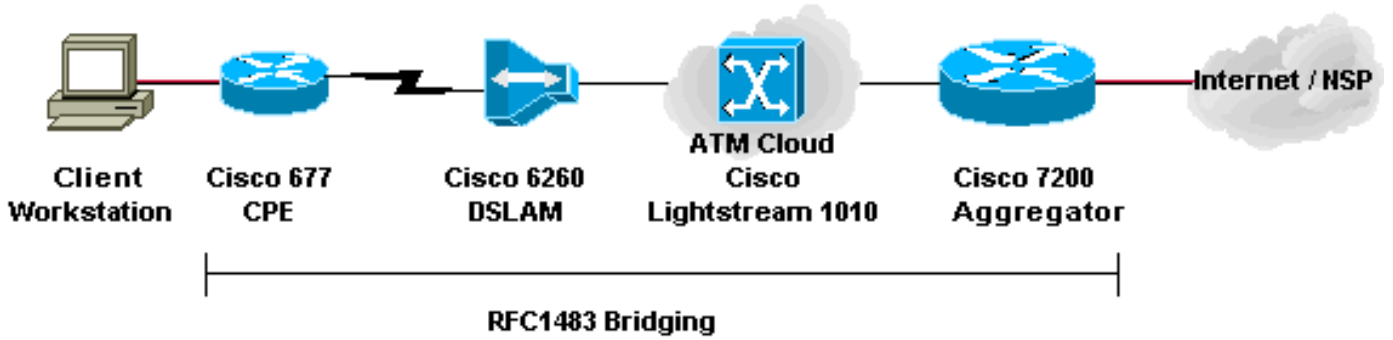 Internet / NSP
ATM Cloud
Client
Workstation
Cisco 677
CPE
Cisco 6260
DSLAM
Cisco
Lightstream 1010
Cisco 7200
Aggregator
RFC1483 Bridging